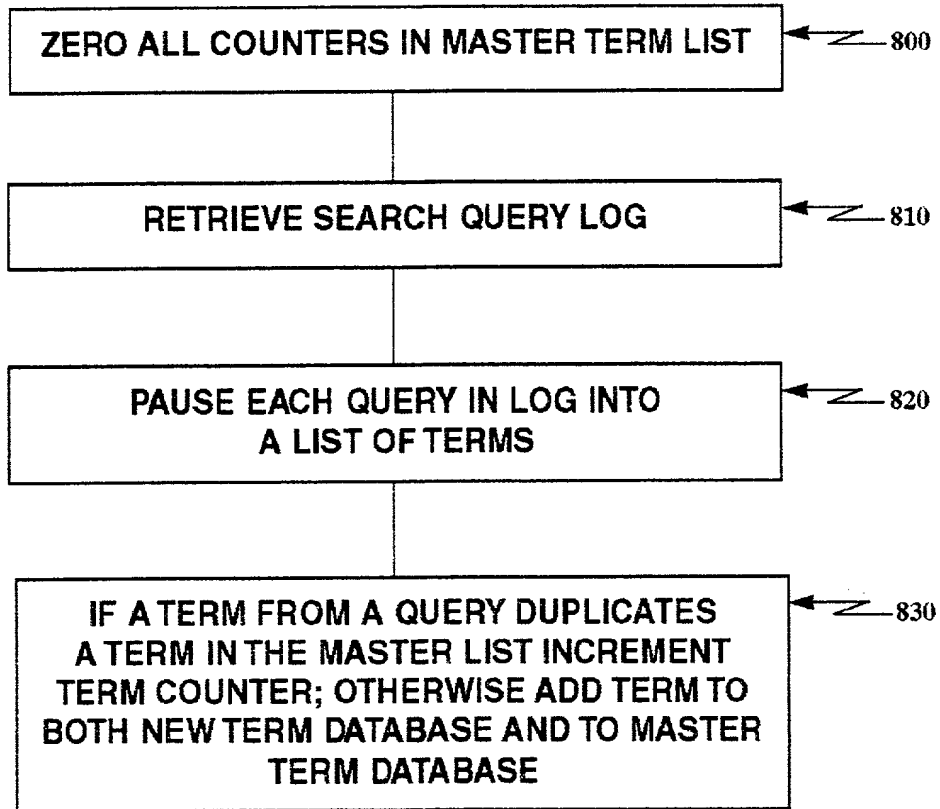 ZERO ALL COUNTERS IN MASTER TERM LIST
800
RETRIEVE SEARCH QUERY LOG
810
PAUSE EACH QUERY IN LOG INTO
A LIST OF TERMS
820
IF A TERM FROM A QUERY DUPLICATES
A TERM IN THE MASTER LIST INCREMENT
TERM COUNTER; OTHERWISE ADD TERM TO
BOTH NEW TERM DATABASE AND TO MASTER
TERM DATABASE
830